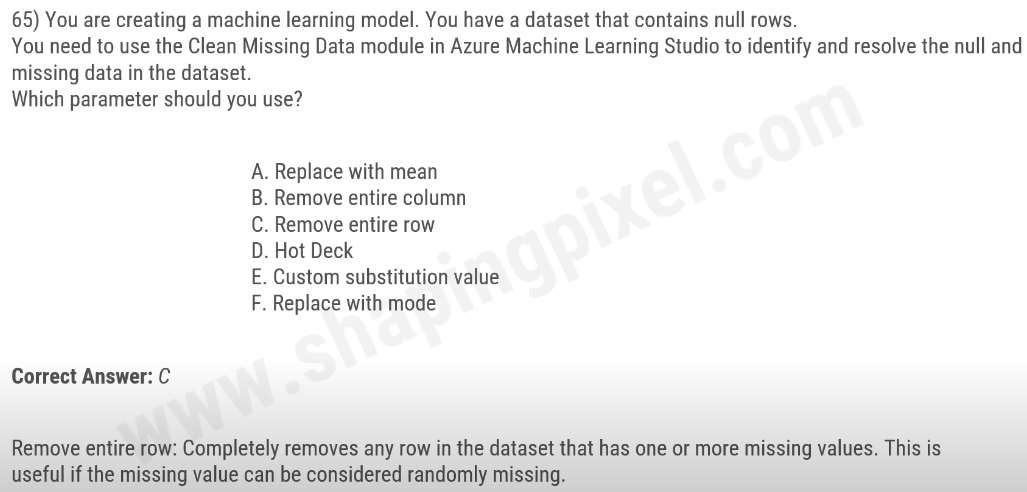 65) You are creating a machine learning model. You have a dataset that contains null rows.
You need to use the Clean Missing Data module in Azure Machine Learning Studio to identify and resolve the null and
missing data in the dataset.
Which parameter should you use?
A. Replace with mean
B. Remove entire column
C. Remove entire row
D. Hot Deck
E. Custom substitution value
F. Replace with mode
www.shapingpixel.com
Correct Answer: C
Remove entire row: Completely removes any row in the dataset that has one or more missing values. This is
useful if the missing value can be considered randomly missing.